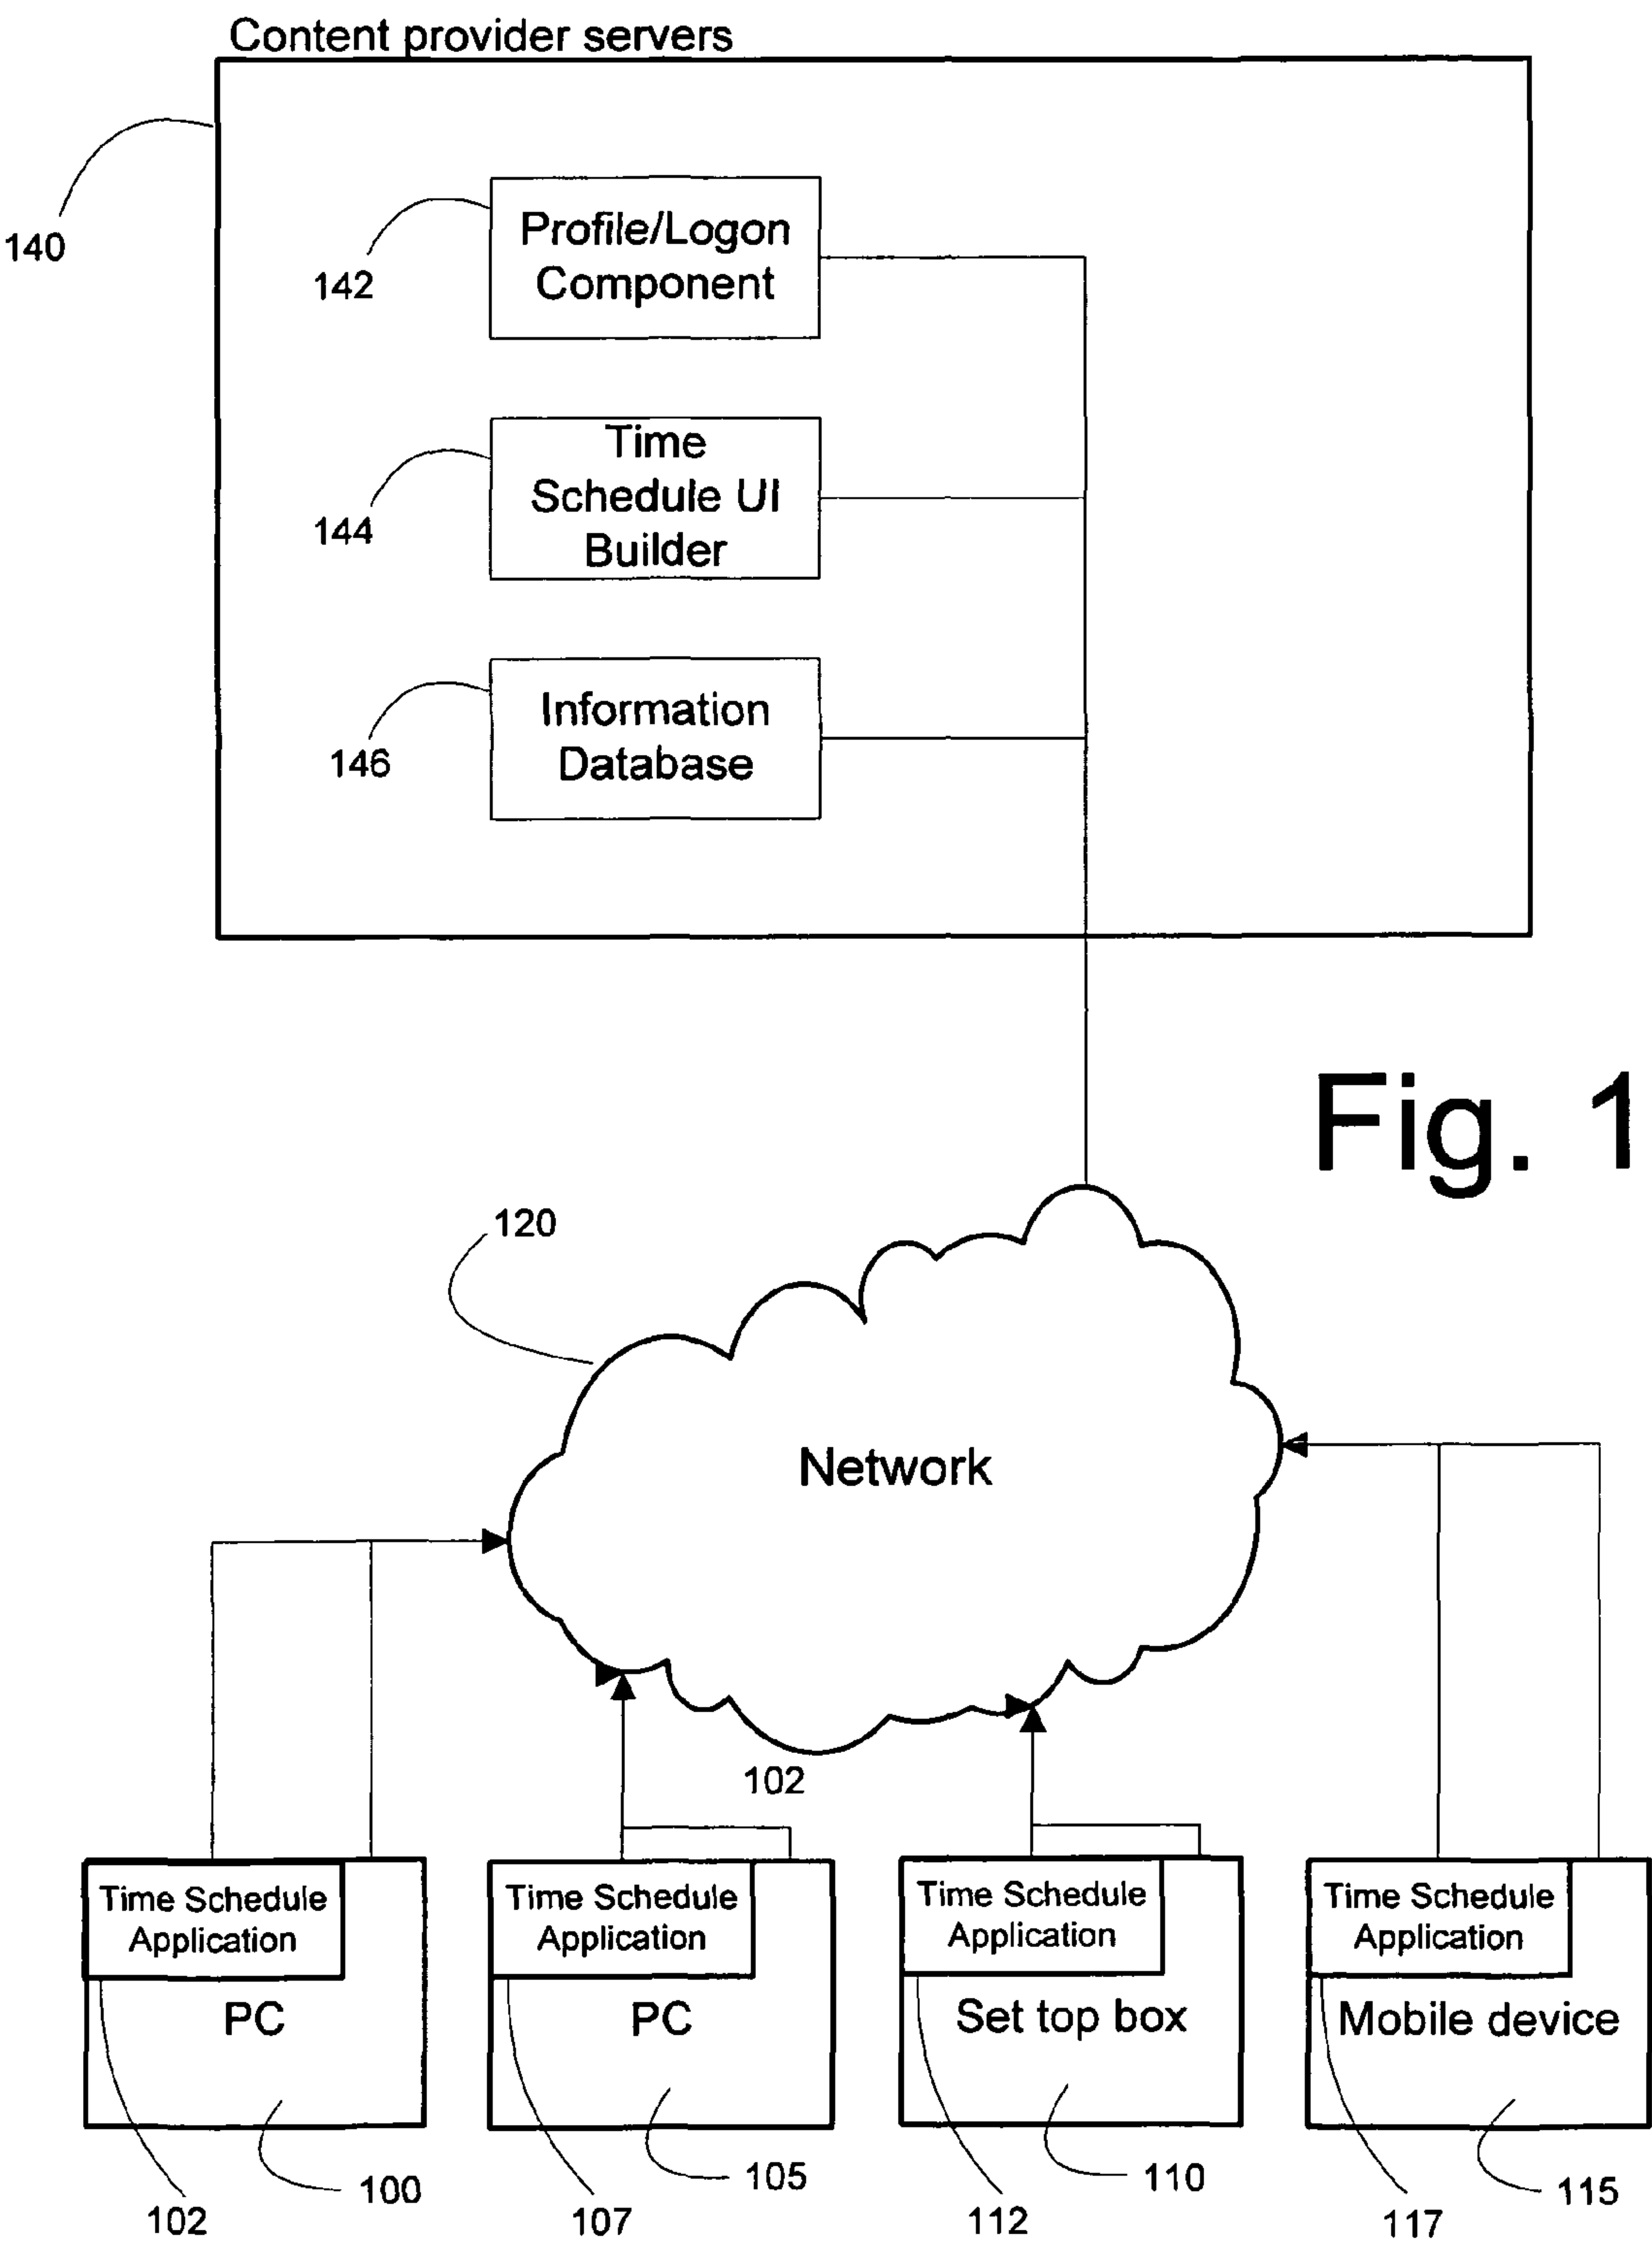 Content provider servers
140
142
Profile/Logon
Component
144
Time
Schedule UI
Builder
146
Information
Database
Fig. 1
120
Network
102
Time Schedule
Application
PC
Time Schedule
Application
PC
Time Schedule
Application
Set top box
Time Schedule
Application
Mobile device
102
100
107
105
112
110
117
115